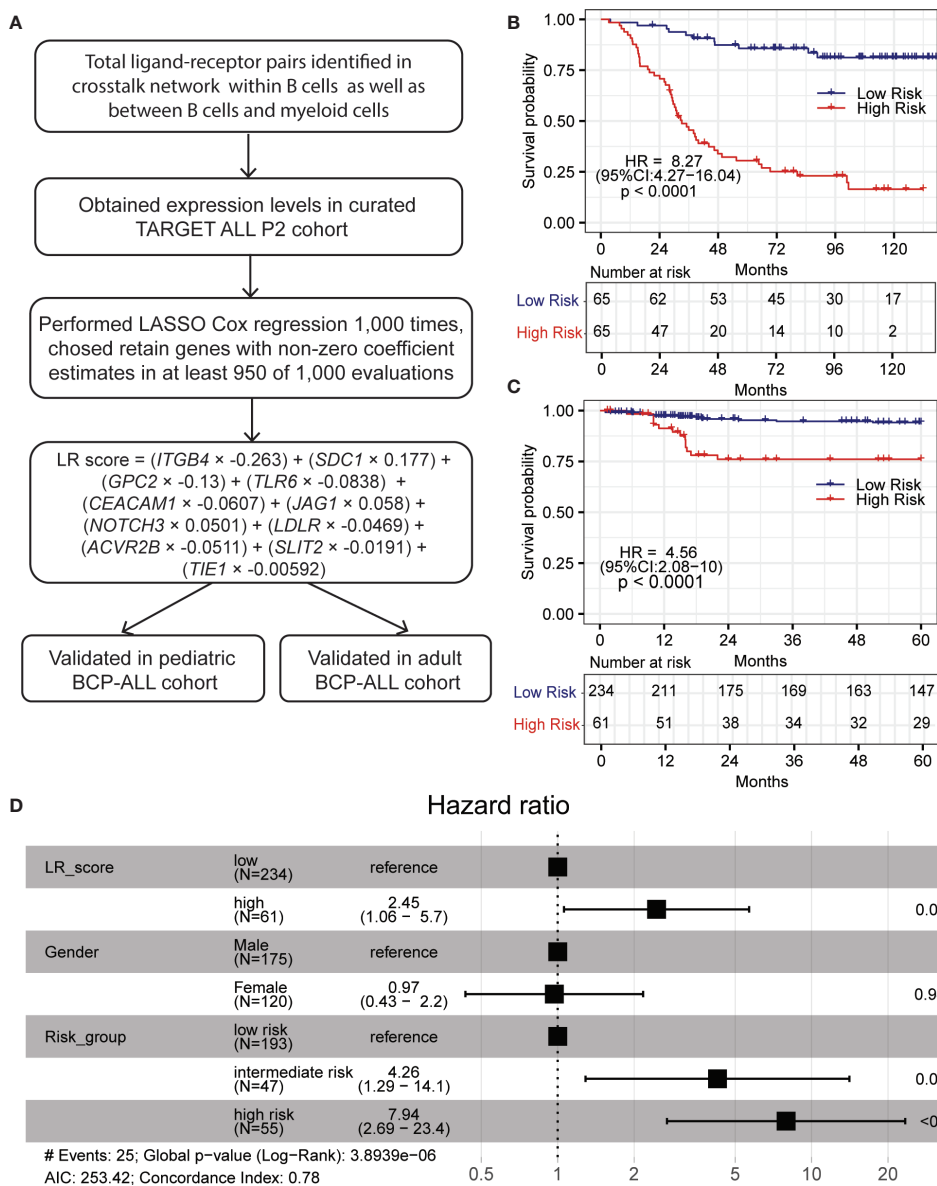 A
Total ligand-receptor pairs identified in
crosstalk network within B cells as well as
between B cells and myeloid cells
Obtained expression levels in curated
TARGET ALL P2 cohort
Performed LASSO Cox regression 1,000 times,
chosed retain genes with non-zero coefficient
estimates in at least 950 of 1,000 evaluations
LR score = (ITGB4 × -0.263) + (SDC1 × 0.177) +
(GPC2 × -0.13) + (TLR6 × -0.0838) +
(CEACAM1 × -0.0607) + (JAG1 × 0.058) +
(NOTCH3 × 0.0501) + (LDLR × -0.0469) +
(ACVR2B × -0.0511) + (SLIT2 × -0.0191) +
(TIE1 × -0.00592)
Validated in pediatric
BCP-ALL cohort
Validated in adult
BCP-ALL cohort
B
Survival probability
1.00
0.75
0.50
0.25
0.00
Low Risk
High Risk
HR = 8.27
(95%CI:4.27−16.04)
p < 0.0001
0 24 48 72 96 120
Number at risk
Months
Low Risk 65 62 53 45 30 17
High Risk 65 47 20 14 10 2
0 24 48 72 96 120
Months
C
Survival probability
1.00
0.75
0.50
0.25
0.00
Low Risk
High Risk
HR = 4.56
(95%CI:2.08−10)
p < 0.0001
0 12 24 36 48 60
Number at risk
Months
Low Risk 234 211 175 169 163 147
High Risk 61 51 38 34 32 29
0 12 24 36 48 60
Months
D
Hazard ratio
LR_score low (N=234) reference
high (N=61) 2.45 (1.06 − 5.7) 0.0
Gender Male (N=175) reference
Female (N=120) 0.97 (0.43 − 2.2) 0.9
Risk_group low risk (N=193) reference
intermediate risk (N=47) 4.26 (1.29 − 14.1) 0.0
high risk (N=55) 7.94 (2.69 − 23.4) <0
# Events: 25; Global p−value (Log−Rank): 3.8939e−06
AIC: 253.42; Concordance Index: 0.78
0.5 1 2 5 10 20